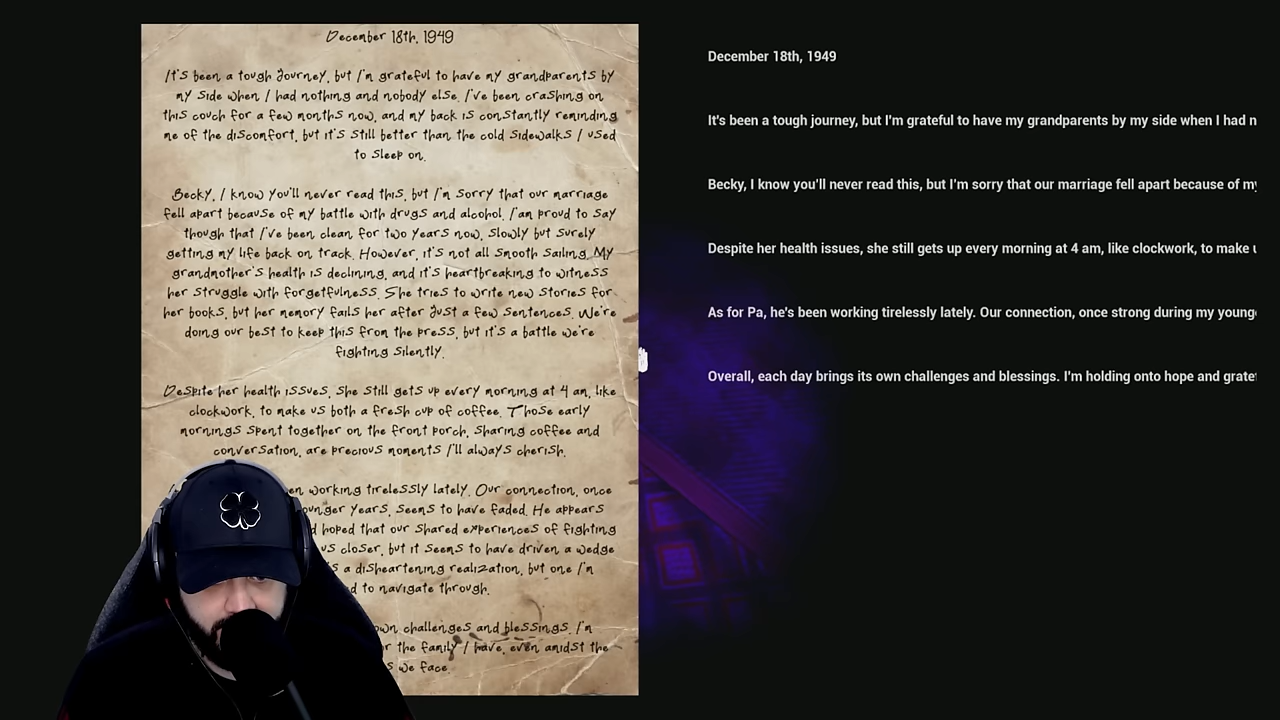 December 18th, 1949
It's been a tough journey, but I'm grateful to have my grandparents by
my side when I had nothing and nobody else. I've been crashing on
this couch for a few months now, and my back is constantly reminding
me of the discomfort, but it's still better than the cold sidewalks I used
to sleep on.
Becky, I know you'll never read this, but I'm sorry that our marriage
fell apart because of my battle with drugs and alcohol. I'am proud to say
though that I've been clean for two years now, slowly but surely
getting my life back on track. However, it's not all smooth sailing. My
grandmother's health is declining, and it's heartbreaking to witness
her struggle with forgetfulness. She tries to write new stories for
her books, but her memory fails her after just a few sentences. We're
doing our best to keep this from the press, but it's a battle we're
fighting silently.
Despite her health issues, she still gets up every morning at 4 am, like
clockwork, to make us both a fresh cup of coffee. Those early
mornings spent together on the front porch, sharing coffee and
conversation, are precious moments I'll always cherish.
en working tirelessly lately. Our connection, once
ounger years, seems to have faded. He appears
d hoped that our shared experiences of fighting
us closer, but it seems to have driven a wedge
s a disheartening realization, but one I'm
d to navigate through.
own challenges and blessings. I'm
r the family I have, even amidst the
s we face.
December 18th, 1949
It's been a tough journey, but I'm grateful to have my grandparents by my side when I had n
Becky, I know you'll never read this, but I'm sorry that our marriage fell apart because of my
Despite her health issues, she still gets up every morning at 4 am, like clockwork, to make u
As for Pa, he's been working tirelessly lately. Our connection, once strong during my younge
Overall, each day brings its own challenges and blessings. I'm holding onto hope and grate